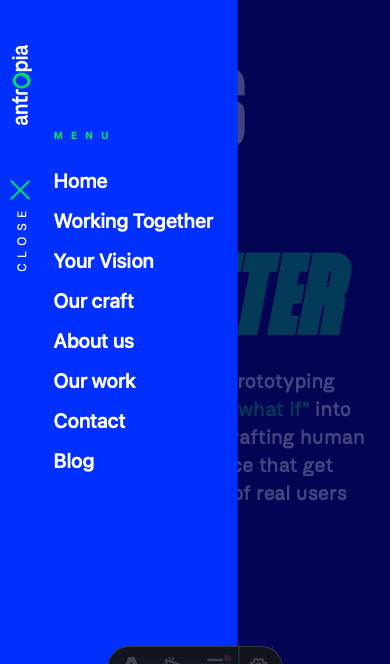 antropia
MENU
CLOSE
Home
Working Together
Your Vision
Our craft
About us
Our work
Contact
Blog
S
TTER
rototyping
what if" into
rafting human
ce that get
of real users